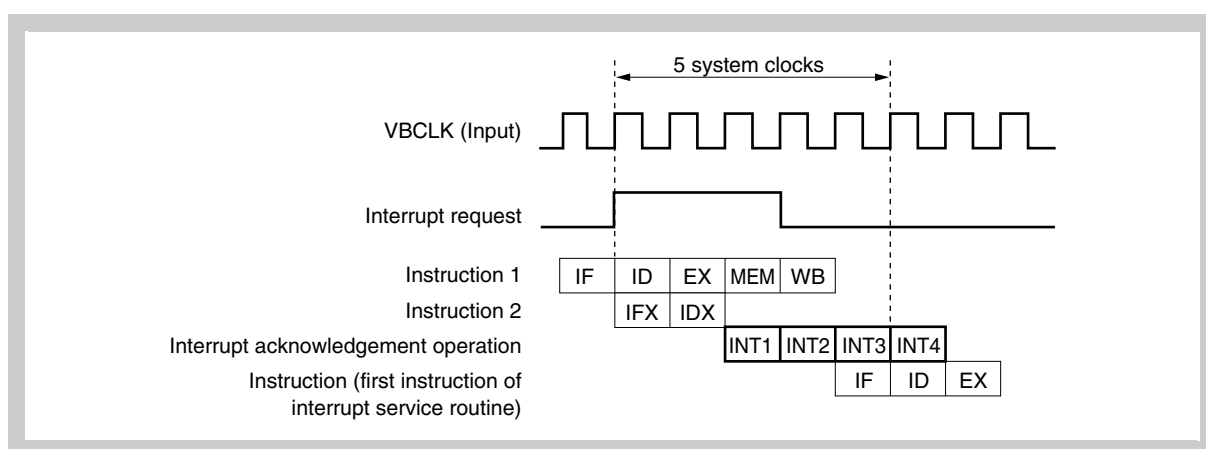 5 system clocks
VBCLK (Input)
Interrupt request
Instruction 1 IF ID EX MEM WB
Instruction 2 IFX IDX
Interrupt acknowledgement operation INT1 INT2 INT3 INT4
Instruction (first instruction of IF ID EX
interrupt service routine)